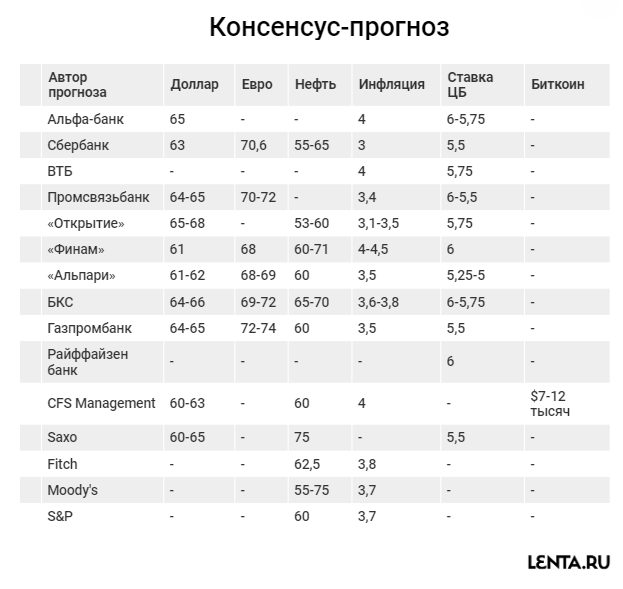 Консенсус-прогноз
Автор прогноза Доллар Евро Нефть Инфляция Ставка ЦБ Биткоин
Альфа-банк 65 - - 4 6-5,75 -
Сбербанк 63 70,6 55-65 3 5,5 -
ВТБ - - - 4 5,75 -
Промсвязьбанк 64-65 70-72 - 3,4 6-5,5 -
«Открытие» 65-68 - 53-60 3,1-3,5 5,75 -
«Финам» 61 68 60-71 4-4,5 6 -
«Альпари» 61-62 68-69 60 3,5 5,25-5 -
БКС 64-66 69-72 65-70 3,6-3,8 6-5,75 -
Газпромбанк 64-65 72-74 60 3,5 5,5 -
Райффайзен банк - - - - 6 -
CFS Management 60-63 - 60 4 - $7-12 тысяч
Saxo 60-65 - 75 - 5,5 -
Fitch - - 62,5 3,8 - -
Moody's - - 55-75 3,7 - -
S&P - - 60 3,7 - -
LENTA.RU